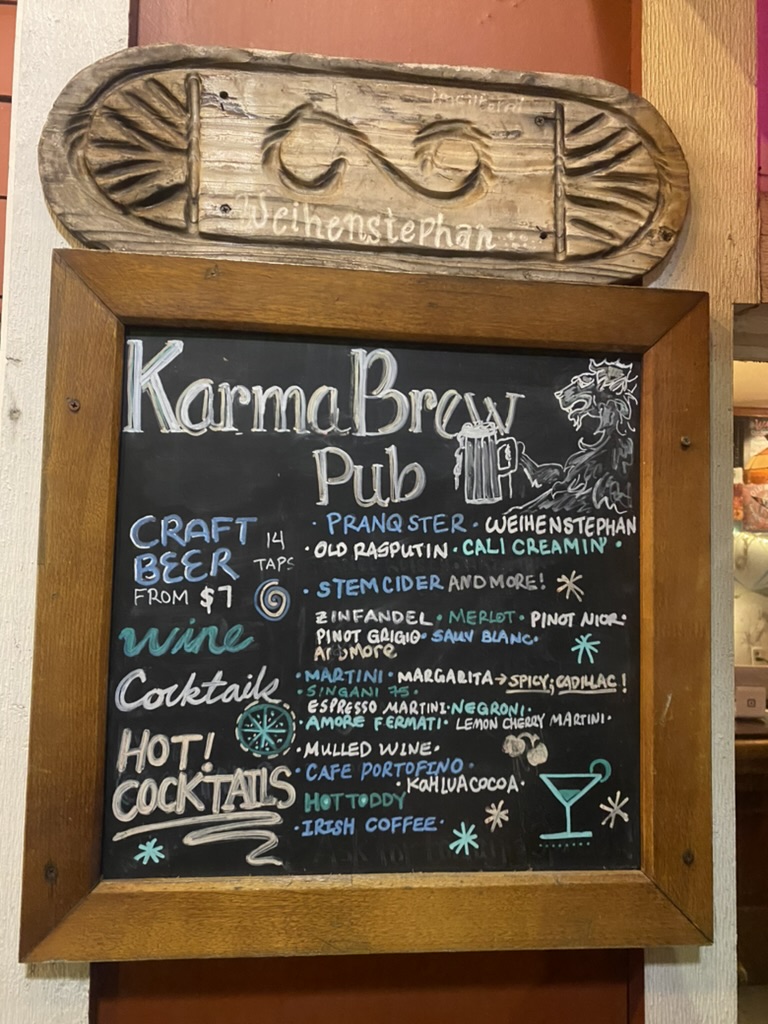 Weihenstephan
Karma Brew
Pub
CRAFT
BEER
FROM $7
14
TAPS
· PRANQSTER · WEIHENSTEPHAN
· OLD RASPUTIN · CALI CREAMIN' ·
· STEM CIDER AND MORE!
wine
ZINFANDEL · MERLOT · PINOT NIOR·
PINOT GRIGIO· SAUV BLANC·
AND MORE
Cocktails
·MARTINI · MARGARITA → SPICY; CADILLAC!
·SINGANI 75·
ESPRESSO MARTINI·NEGRONI·
·AMORE FERMATI· LEMON CHERRY MARTINI·
HOT!
COCKTAILS
·MULLED WINE·
·CAFE PORTOFINO·
·KAHLUA COCOA·
HOT TODDY
·IRISH COFFEE·